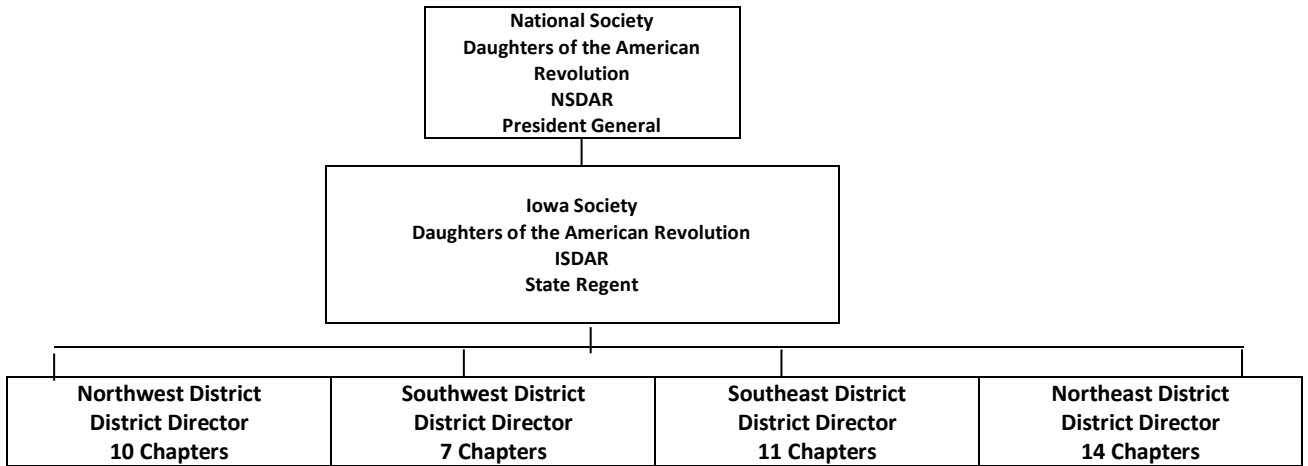 National Society
Daughters of the American
Revolution
NSDAR
President General
Iowa Society
Daughters of the American Revolution
ISDAR
State Regent
Northwest District
District Director
10 Chapters
Southwest District
District Director
7 Chapters
Southeast District
District Director
11 Chapters
Northeast District
District Director
14 Chapters